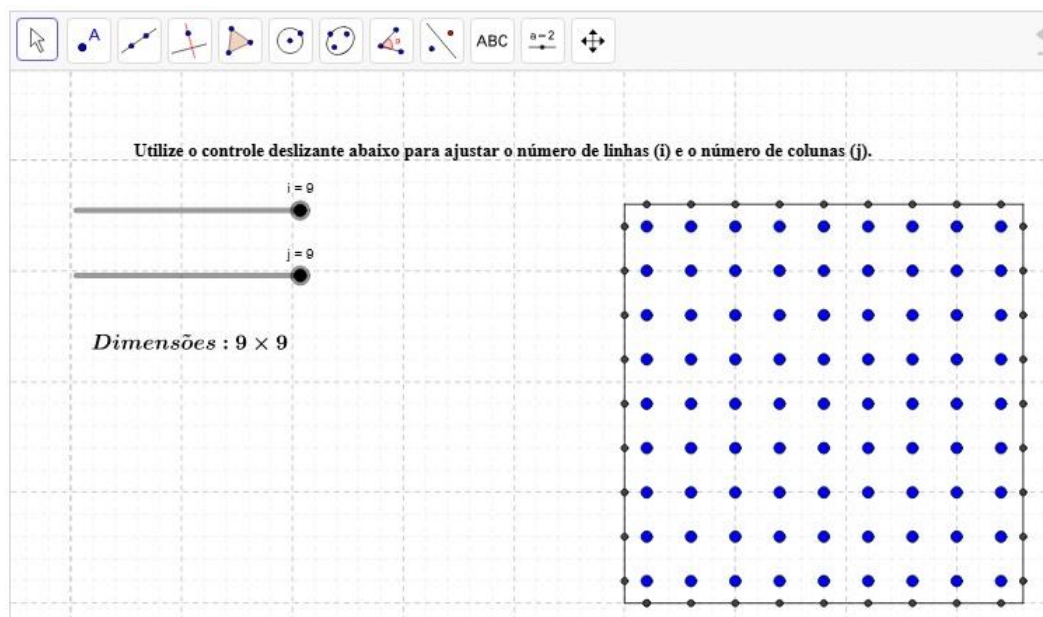 A
ABC
a=2
Utilize o controle deslizante abaixo para ajustar o número de linhas (i) e o número de colunas (j).
i = 9
j = 9
Dimensões : 9 × 9